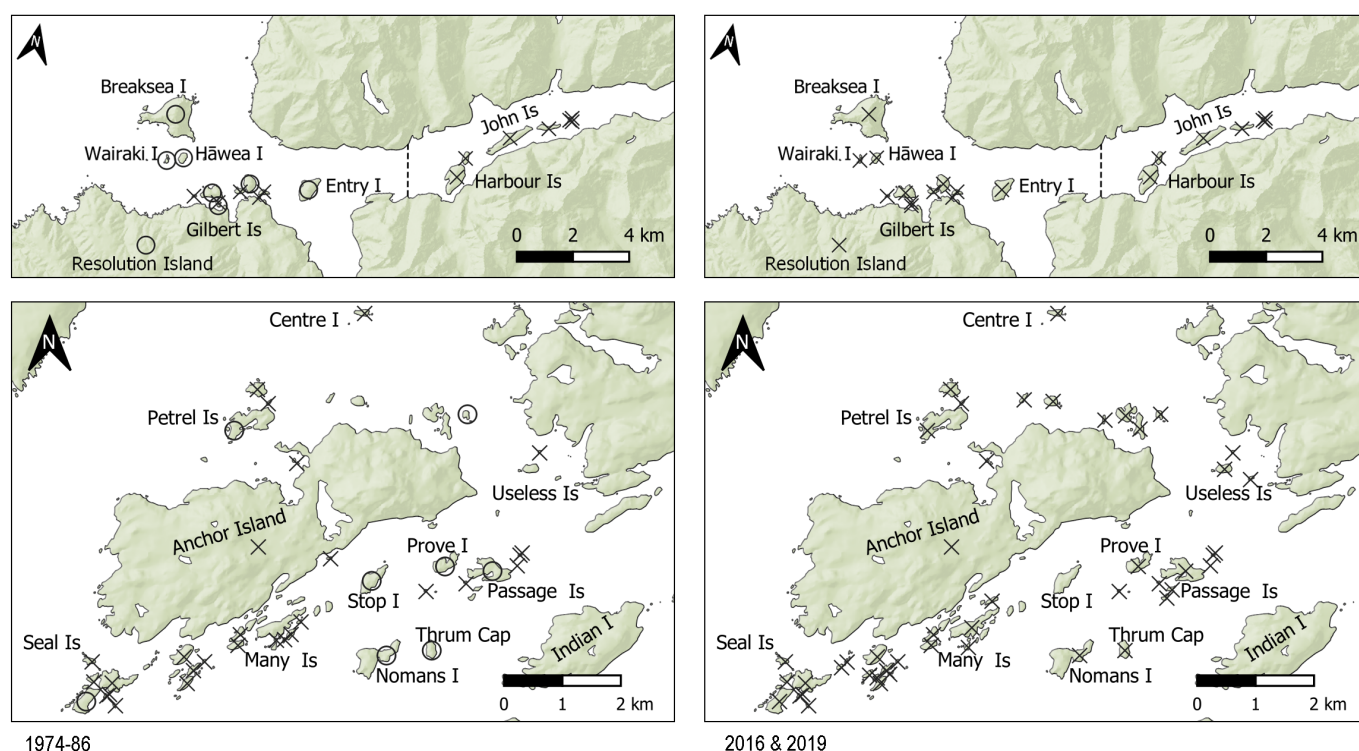 N
Breaksea I
Wairaki I
Hāwea I
Gilbert Is
Resolution Island
Entry I
John Is
Harbour Is
0 2 4 km
N
Breaksea I
Wairaki I
Hāwea I
Gilbert Is
Resolution Island
Entry I
John Is
Harbour Is
0 2 4 km
N
Centre I
Petrel Is
Useless Is
Anchor Island
Prove I
Passage Is
Stop I
Seal Is
Many Is
Thrum Cap
Nomans I
Indian I
0 1 2 km
N
Centre I
Petrel Is
Useless Is
Anchor Island
Prove I
Passage Is
Stop I
Seal Is
Many Is
Thrum Cap
Nomans I
Indian I
0 1 2 km
1974-86
2016 & 2019